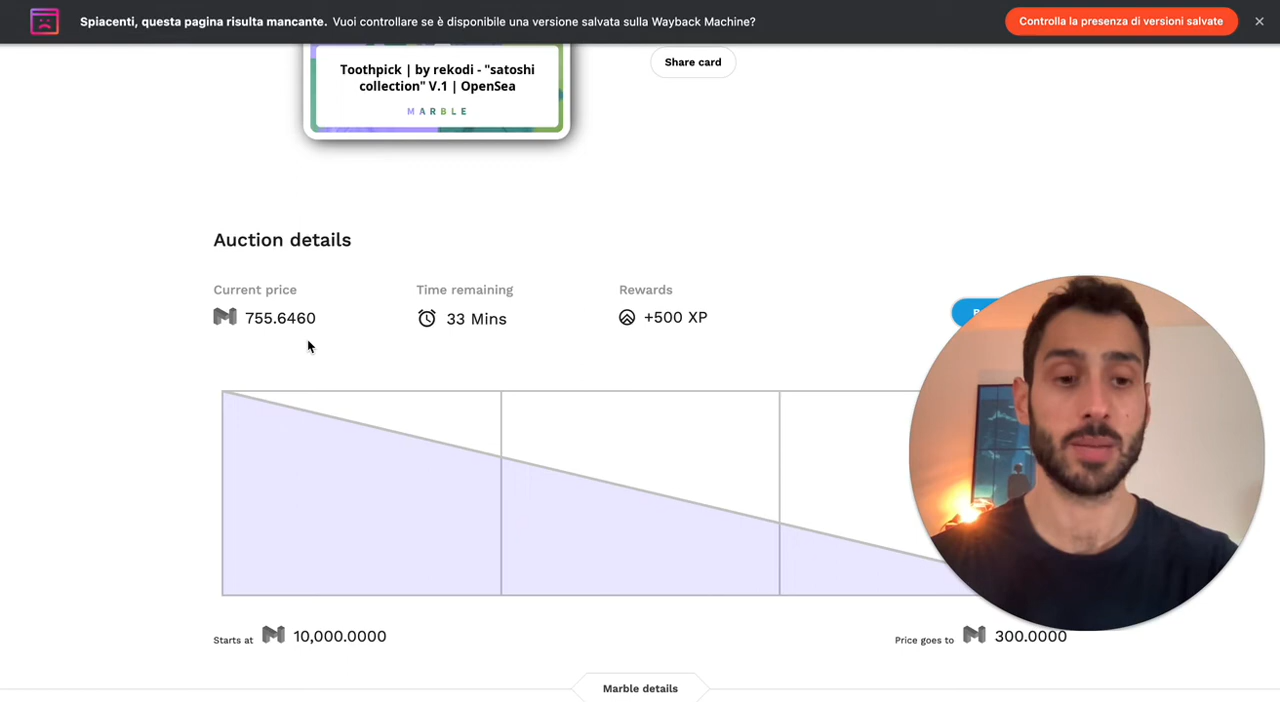 Spiacenti, questa pagina risulta mancante. Vuoi controllare se è disponibile una versione salvata sulla Wayback Machine?
Controlla la presenza di versioni salvate
Toothpick | by rekodi - "satoshi
collection" V.1 | OpenSea
MARBLE
Share card
Auction details
Current price
755.6460
Time remaining
33 Mins
Rewards
+500 XP
Starts at 10,000.0000
Price goes to 300.0000
Marble details